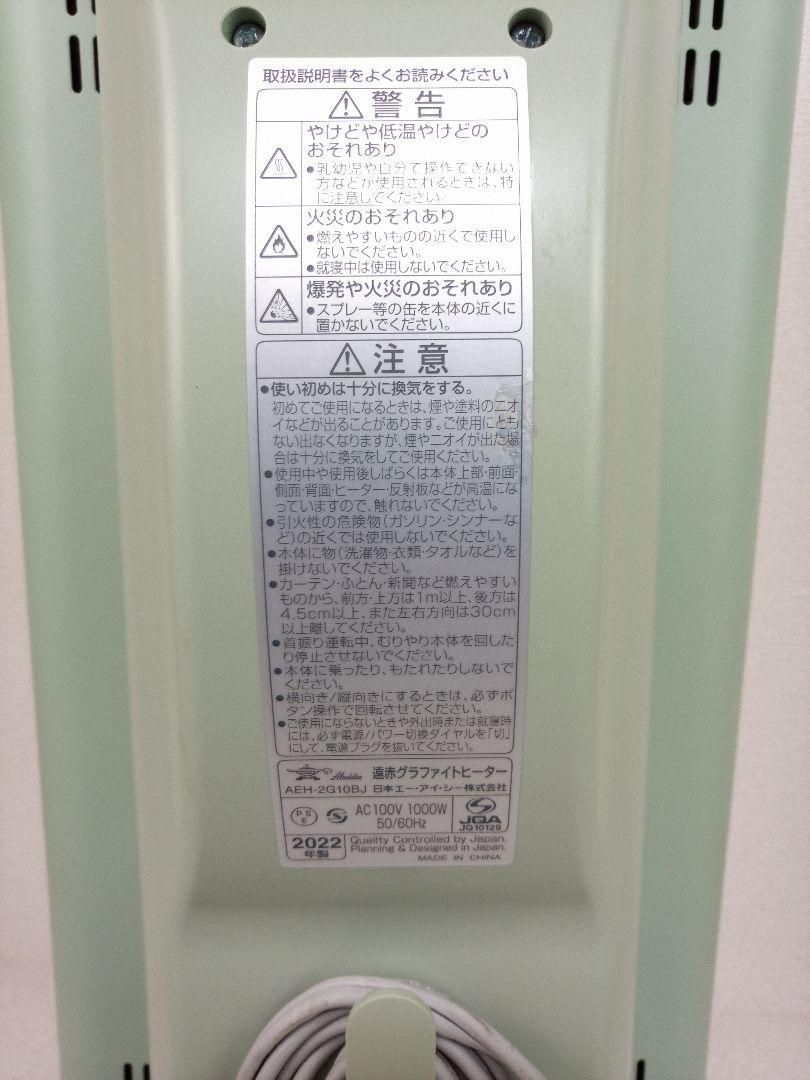 取扱説明書をよくお読みください
警告
やけどや低温やけどの
おそれあり
●乳幼児や自分で操作できない
方などが使用されるときは、特
に注意してください。
火災のおそれあり
●燃えやすいものの近くで使用し
ないでください。
●就寝中は使用しないでください。
爆発や火災のおそれあり
●スプレー等の缶を本体の近くに
置かないでください。
注意
●使い初めは十分に換気をする。
初めてご使用になるときは、煙や塗料のニオ
イなどが出ることがあります。ご使用にとも
ない出なくなりますが、煙やニオイが出た場
合は十分に換気をしてご使用ください。
●使用中や使用後しばらくは本体上部・前面・
側面・背面・ヒーター・反射板などが高温にな
っていますので、触れないでください。
●引火性の危険物(ガソリン・シンナーな
ど)の近くでは使用しないでください。
●本体に物(洗濯物・衣類・タオルなど)を
掛けないでください。
●カーテン・ふとん・新聞など燃えやすい
ものから、前方・上方は1m以上、後方は
4.5cm以上、また左右方向は30cm
以上離してください。
●首振り運転中、むりやり本体を回した
り停止させないでください。
●本体に乗ったり、もたれたりしないで
ください。
●横向き/縦向きにするときは、必ずボ
タン操作で回転させてください。
●ご使用にならないときや外出時または就寝時
には、必ず電源/パワー切換ダイヤルを「切」
にして、電源プラグを抜いてください。
Aladdin 遠赤グラファイトヒーター
AEH-2G10BJ 日本エー・アイ・シー株式会社
PS
E
AC100V 1000W
50/60Hz
JQA
JQ10129
2022
年製
Quality Controlled by Japan.
Planning & Designed in Japan.
MADE IN CHINA